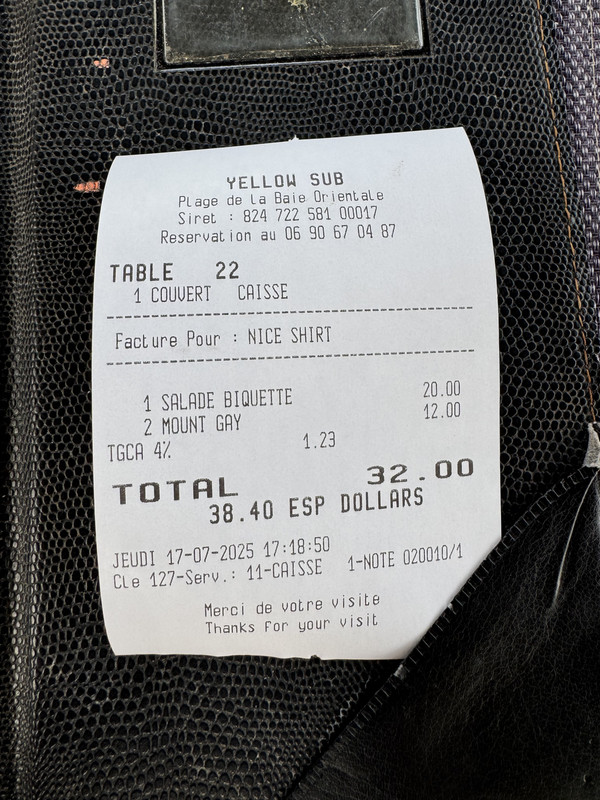 YELLOW SUB
Plage de la Baie Orientale
Siret : 824 722 581 00017
Reservation au 06 90 67 04 87
TABLE 22
1 COUVERT CAISSE
Facture Pour : NICE SHIRT
1 SALADE BIQUETTE 20.00
2 MOUNT GAY 12.00
TGCA 4% 1.23
TOTAL 32.00
38.40 ESP DOLLARS
JEUDI 17-07-2025 17:18:50
Cle 127-Serv.: 11-CAISSE 1-NOTE 020010/1
Merci de votre visite
Thanks for your visit